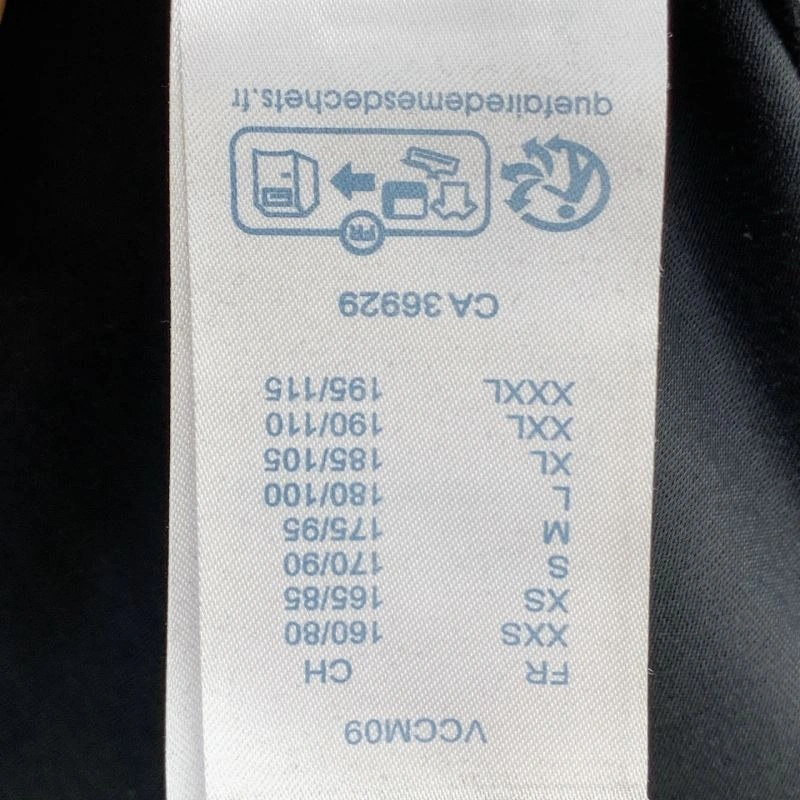 VCCM09
FR CH
XXS 160/80
XS 165/85
S 170/90
M 175/95
L 180/100
XL 185/105
XXL 190/110
XXXL 195/115
CA 36929
FR
quefairedemesdechets.fr